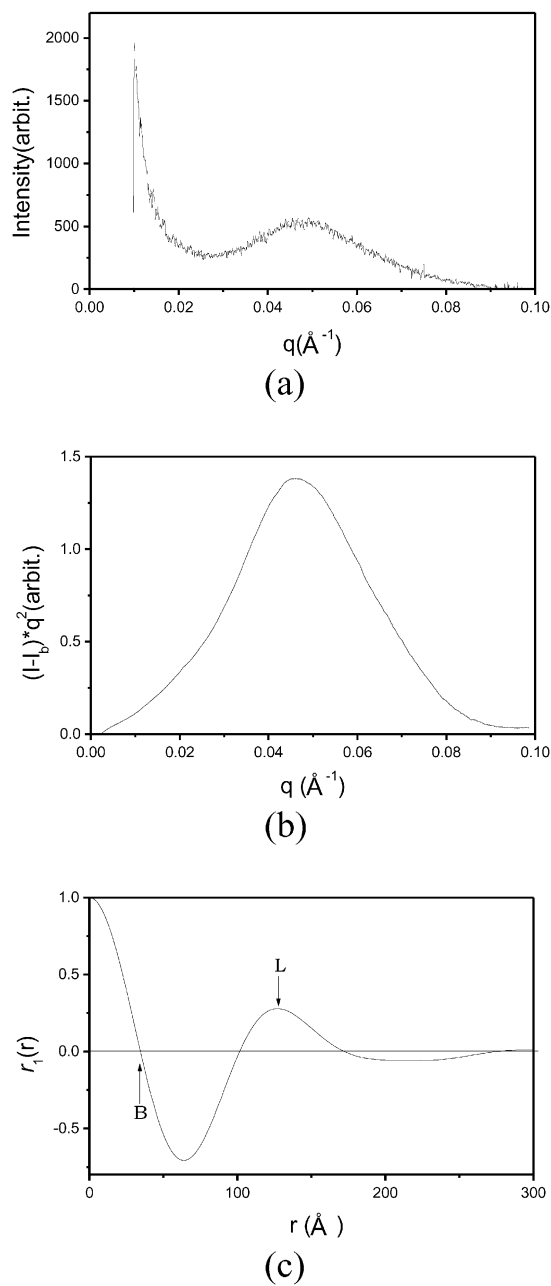 2000
1500
1000
500
0
Intensity(arbit.)
0.00 0.02 0.04 0.06 0.08 0.10
q(Å⁻¹)
(a)
1.5
1.0
0.5
0.0
(I-I_b)*q²(arbit.)
0.00 0.02 0.04 0.06 0.08 0.10
q (Å⁻¹)
(b)
1.0
0.5
0.0
-0.5
r₁(r)
L
B
0 100 200 300
r (Å )
(c)